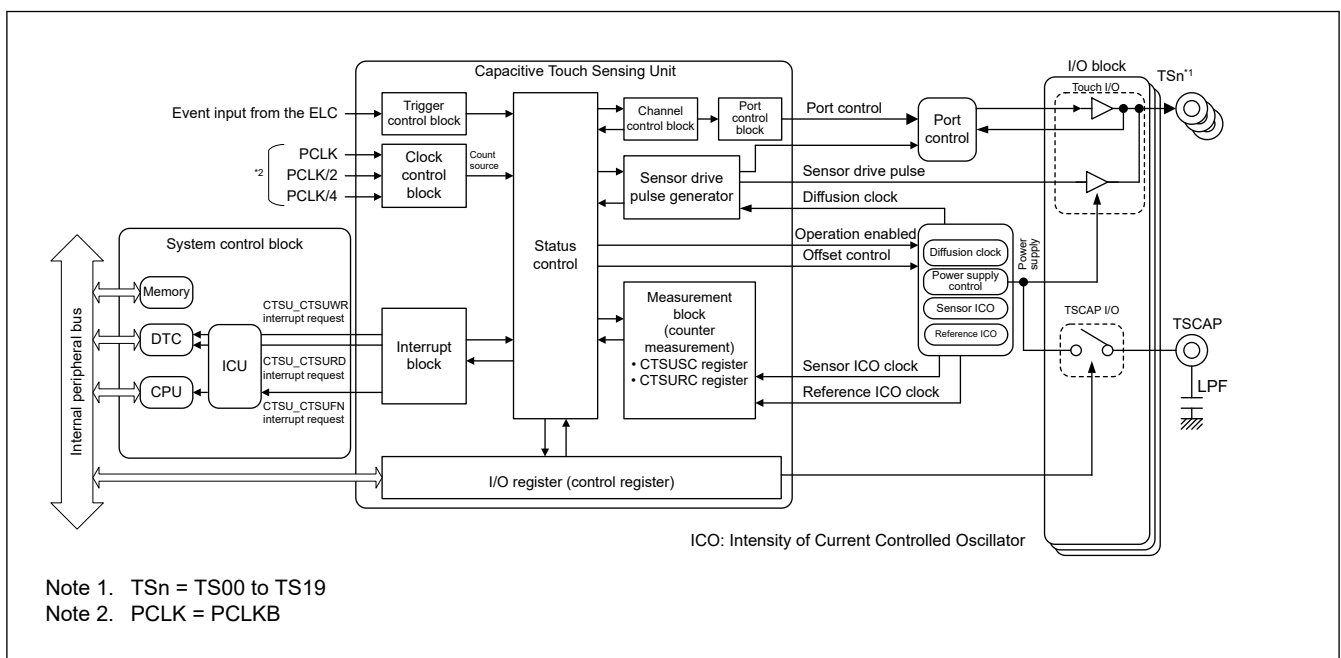 Capacitive Touch Sensing Unit
I/O block
TSn*1
Touch I/O
Event input from the ELC
Trigger
control block
Channel
control block
Port
control
block
Port control
Port
control
PCLK
*2
PCLK/2
PCLK/4
Clock
control
block
Count
source
Sensor drive
pulse generator
Sensor drive pulse
Diffusion clock
System control block
Status
control
Operation enabled
Offset control
Diffusion clock
Power supply
control
Sensor ICO
Reference ICO
Power
supply
Internal peripheral bus
Memory
DTC
CPU
ICU
CTSU_CTSUWR
interrupt request
CTSU_CTSURD
interrupt request
CTSU_CTSUFN
interrupt request
Interrupt
block
Measurement
block
(counter
measurement)
• CTSUSC register
• CTSURC register
Sensor ICO clock
Reference ICO clock
TSCAP I/O
TSCAP
LPF
I/O register (control register)
ICO: Intensity of Current Controlled Oscillator
Note 1. TSn = TS00 to TS19
Note 2. PCLK = PCLKB